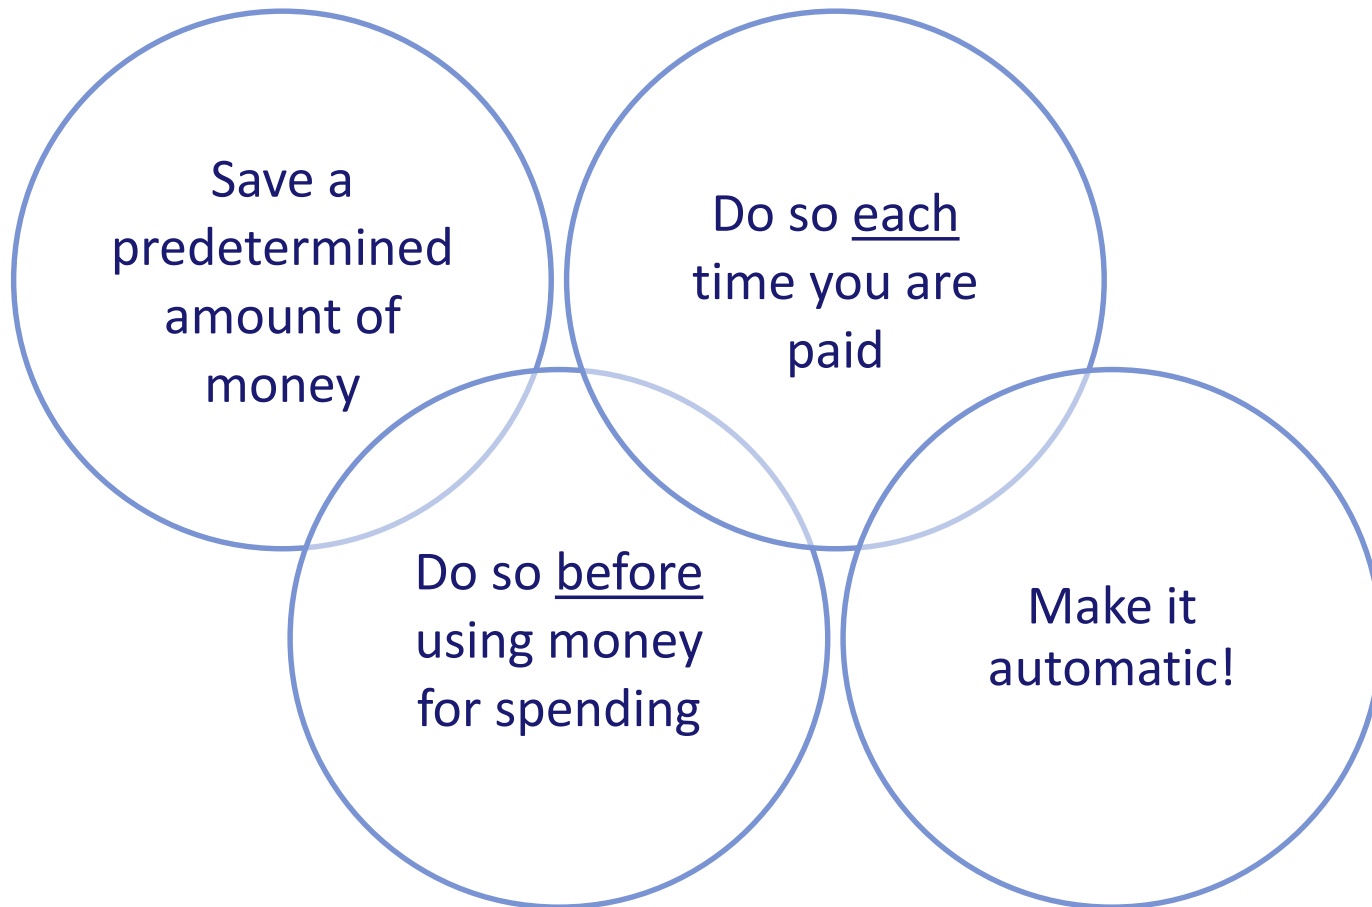 Save a
predetermined
amount of
money
Do so before
using money
for spending
Do so each
time you are
paid
Make it
automatic!